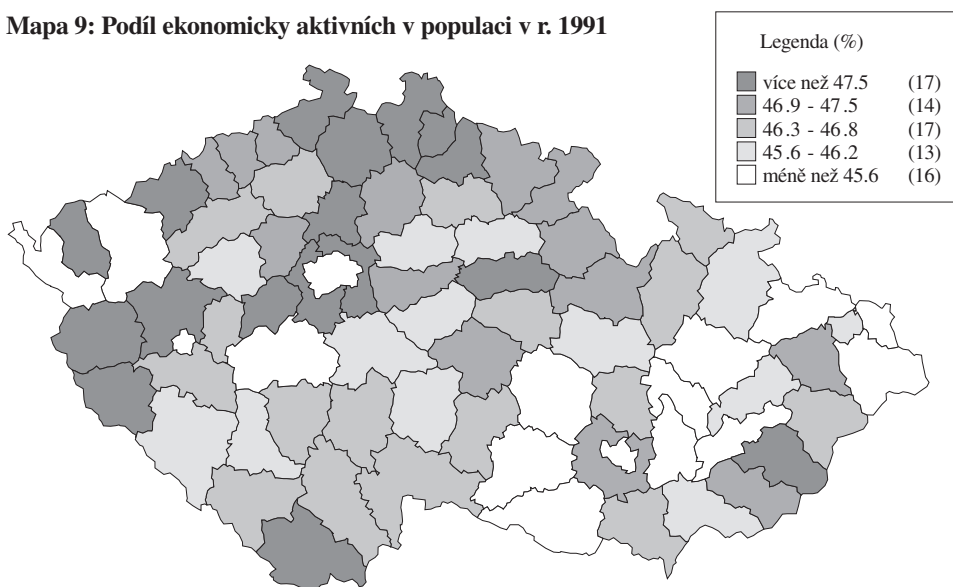 Mapa 9: Podíl ekonomicky aktivních v populaci v r. 1991
Legenda (%)
více než 47.5 (17)
46.9 - 47.5 (14)
46.3 - 46.8 (17)
45.6 - 46.2 (13)
méně než 45.6 (16)